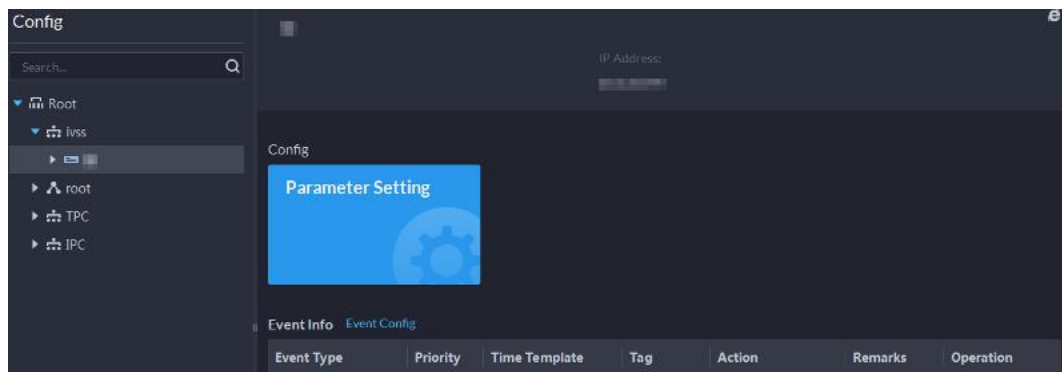 Config
Search...
Root
ivss
root
TPC
IPC
IP Address:
Config
Parameter Setting
Event Info Event Config
Event Type Priority Time Template Tag Action Remarks Operation